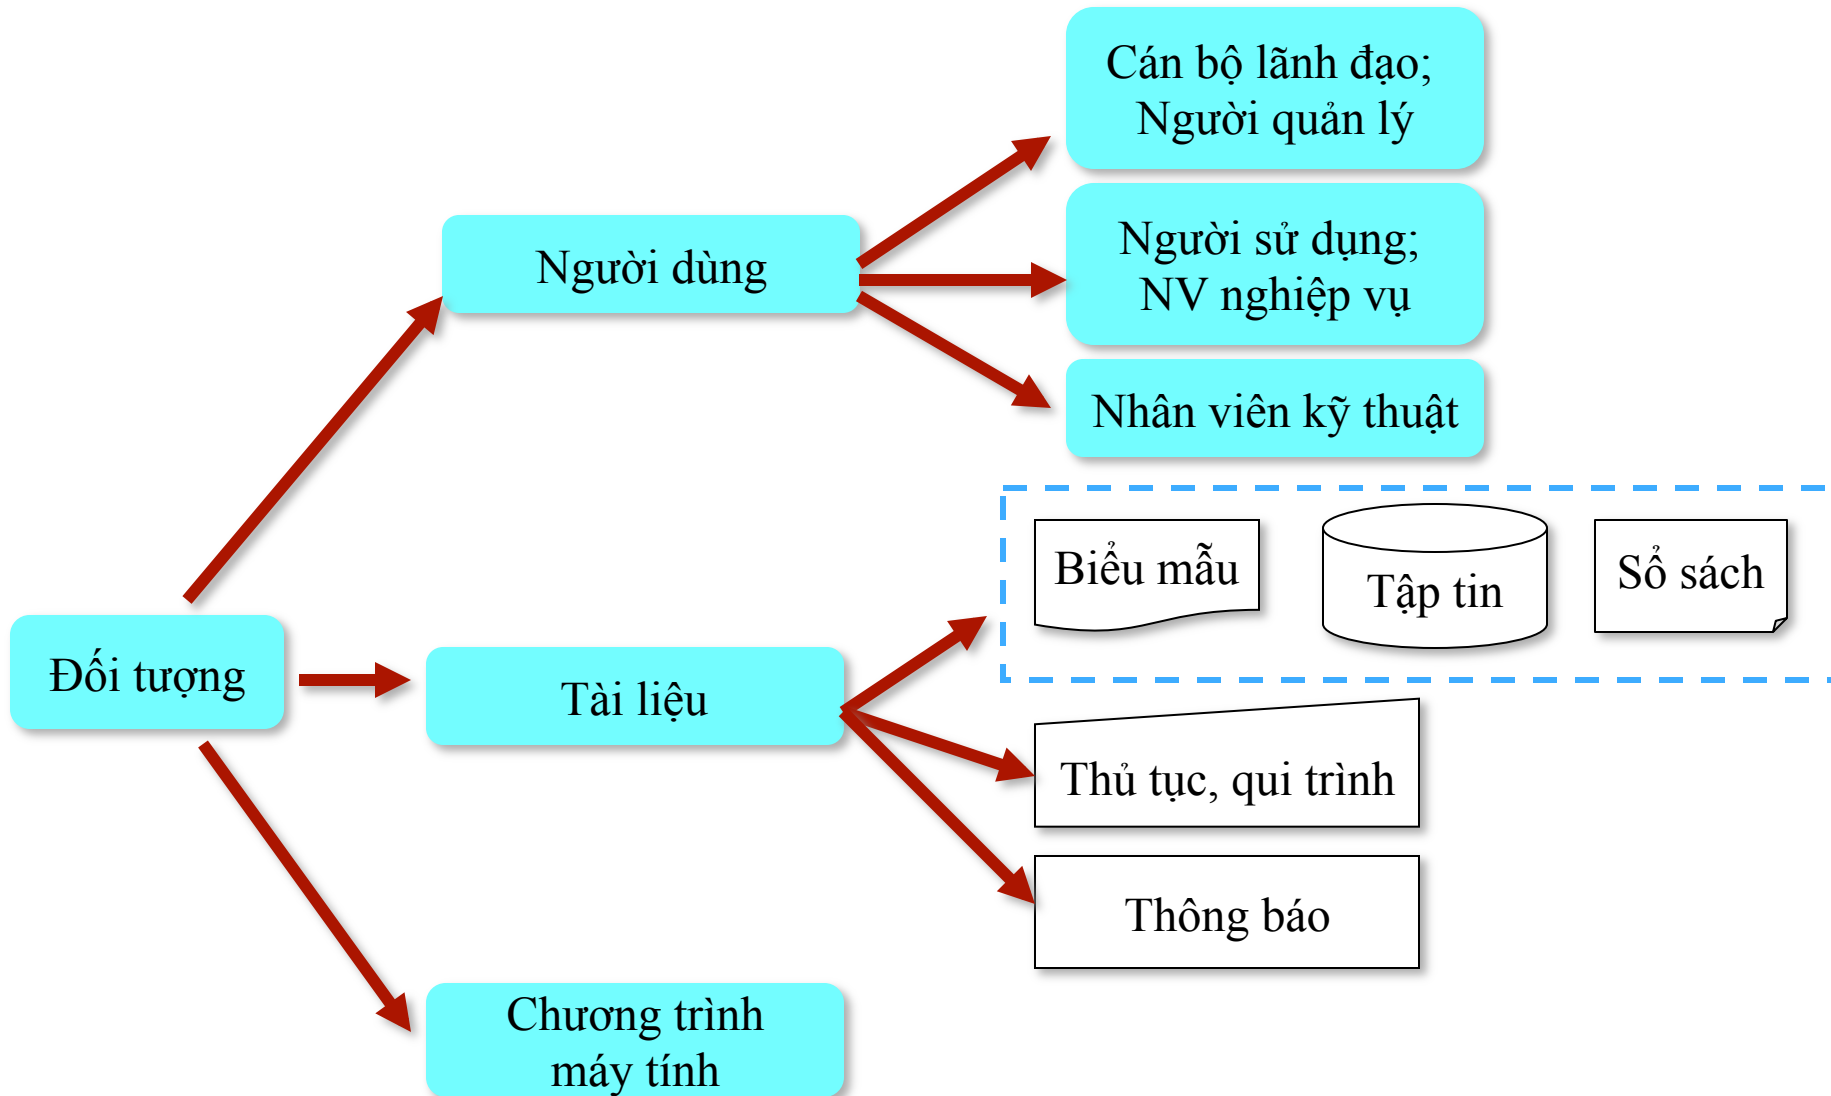 Cán bộ lãnh đạo;
Người quản lý
Người sử dụng;
NV nghiệp vụ
Người dùng
Nhân viên kỹ thuật
Biểu mẫu
Tập tin
Sổ sách
Đối tượng
Tài liệu
Thủ tục, qui trình
Thông báo
Chương trình
máy tính